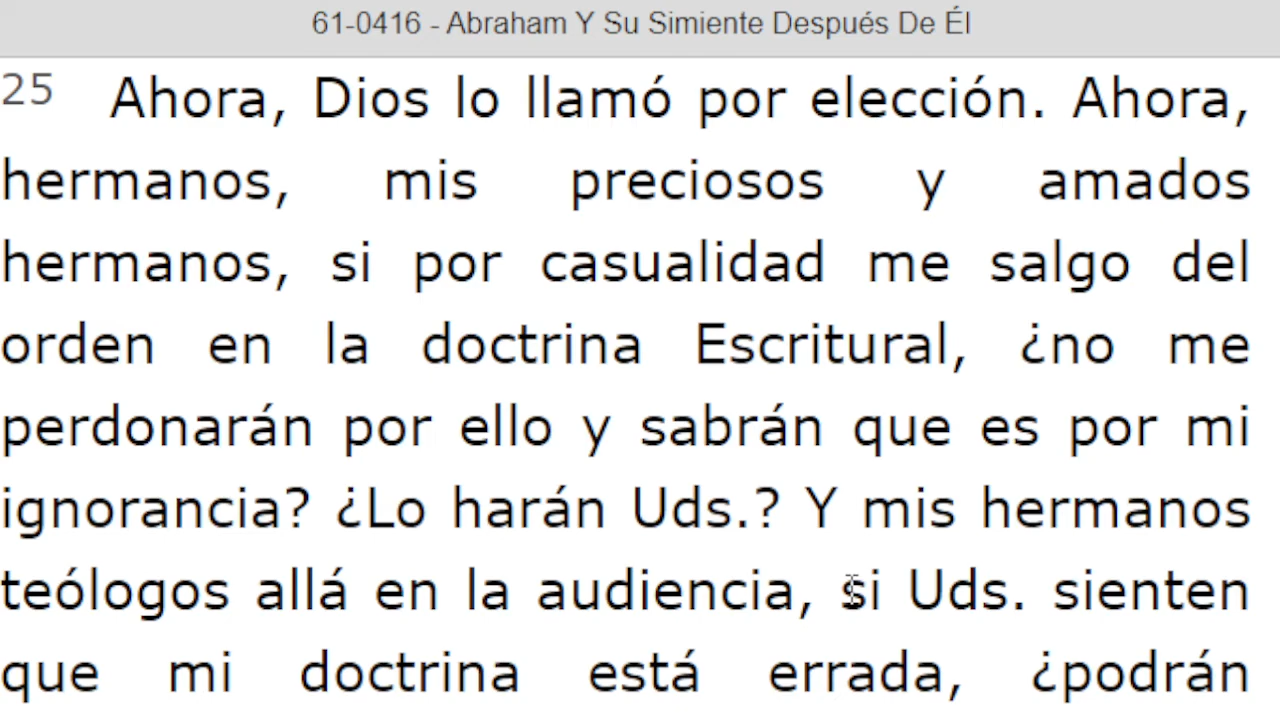 61-0416 - Abraham Y Su Simiente Después De Él
25 Ahora, Dios lo llamó por elección. Ahora,
hermanos, mis preciosos y amados
hermanos, si por casualidad me salgo del
orden en la doctrina Escritural, ¿no me
perdonarán por ello y sabrán que es por mi
ignorancia? ¿Lo harán Uds.? Y mis hermanos
teólogos allá en la audiencia, si Uds. sienten
que mi doctrina está errada, ¿podrán